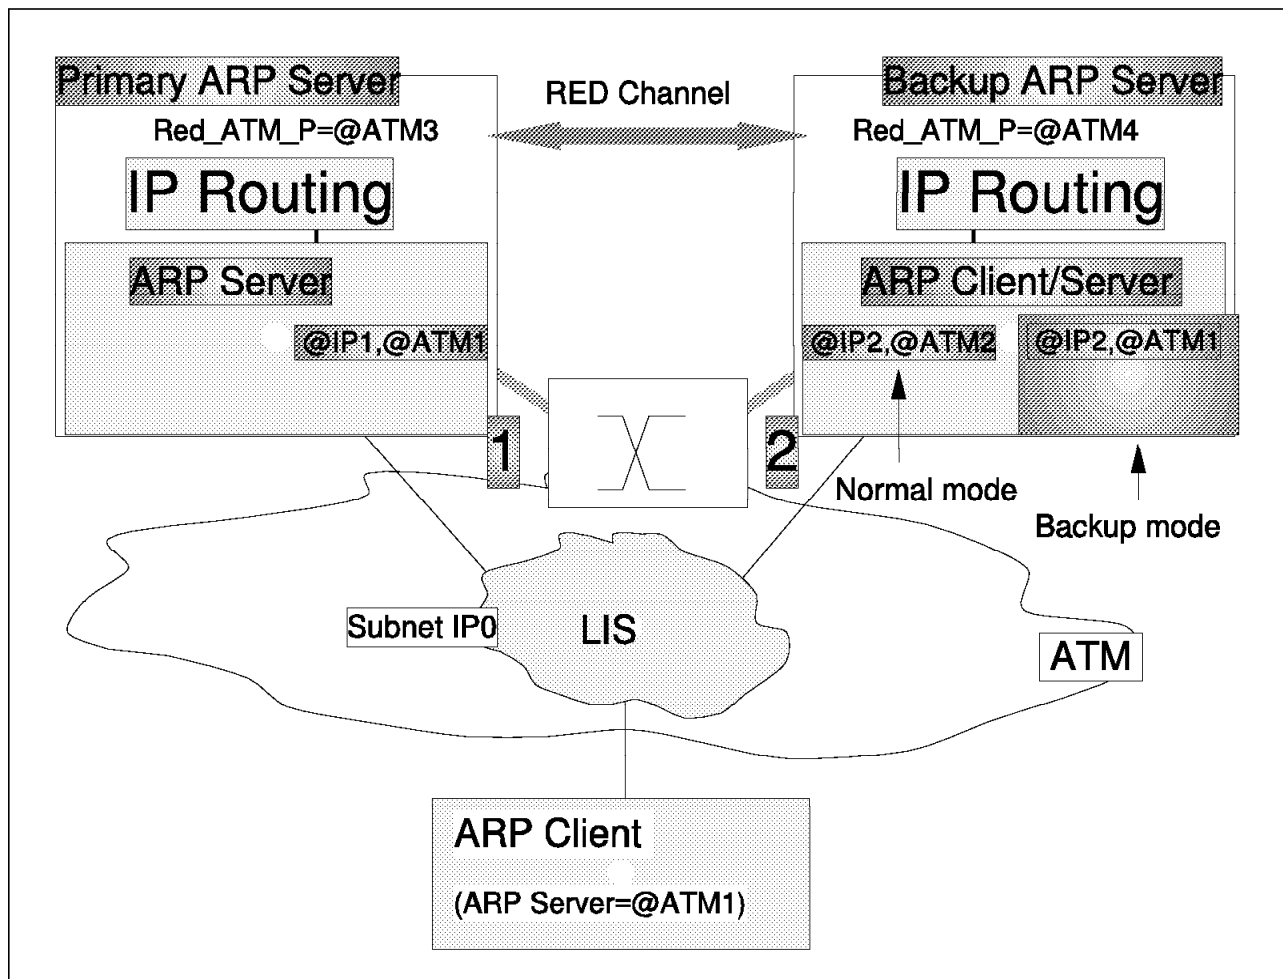 Primary ARP Server
RED Channel
Backup ARP Server
Red_ATM_P=@ATM3
Red_ATM_P=@ATM4
IP Routing
IP Routing
ARP Server
ARP Client/Server
@IP1,@ATM1
@IP2,@ATM2
@IP2,@ATM1
1
2
Normal mode
Backup mode
Subnet IP0
LIS
ATM
ARP Client
(ARP Server=@ATM1)